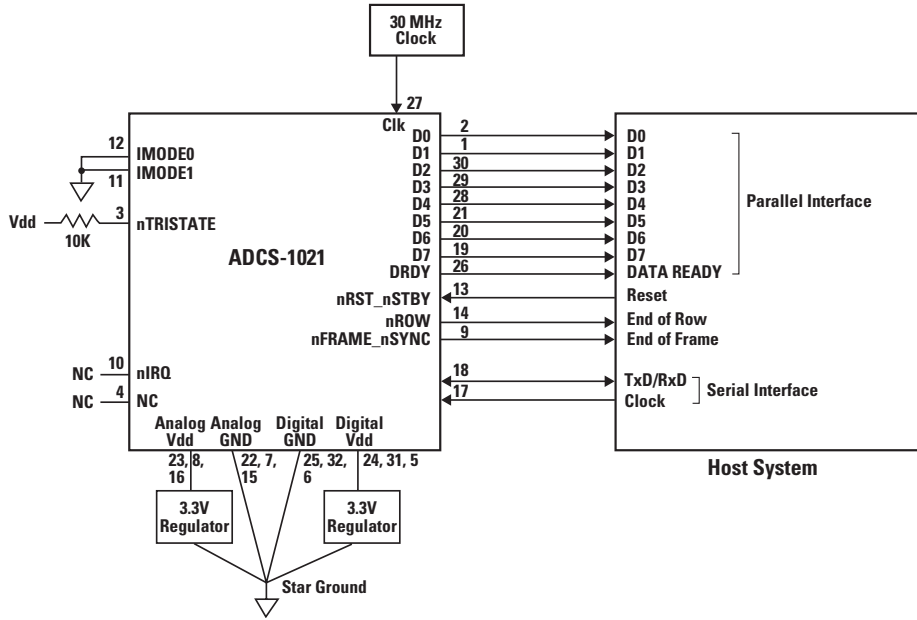 30 MHz
Clock
27
Clk
12
IMODE0
IMODE1
11
Vdd
10K
3
nTRISTATE
ADCS-1021
D0 2 D0
D1 1 D1
D2 30 D2
D3 29 D3
D4 28 D4
D5 21 D5
D6 20 D6
D7 19 D7
DRDY 26 DATA READY
Parallel Interface
nRST_nSTBY 13 Reset
nROW 14 End of Row
nFRAME_nSYNC 9 End of Frame
NC 10 nIRQ
NC 4 NC
18 TxD/RxD
17 Clock
Serial Interface
Analog
Vdd
Analog
GND
Digital
GND
Digital
Vdd
23, 8,
16
22, 7,
15
25, 32,
6
24, 31, 5
3.3V
Regulator
3.3V
Regulator
Star Ground
Host System